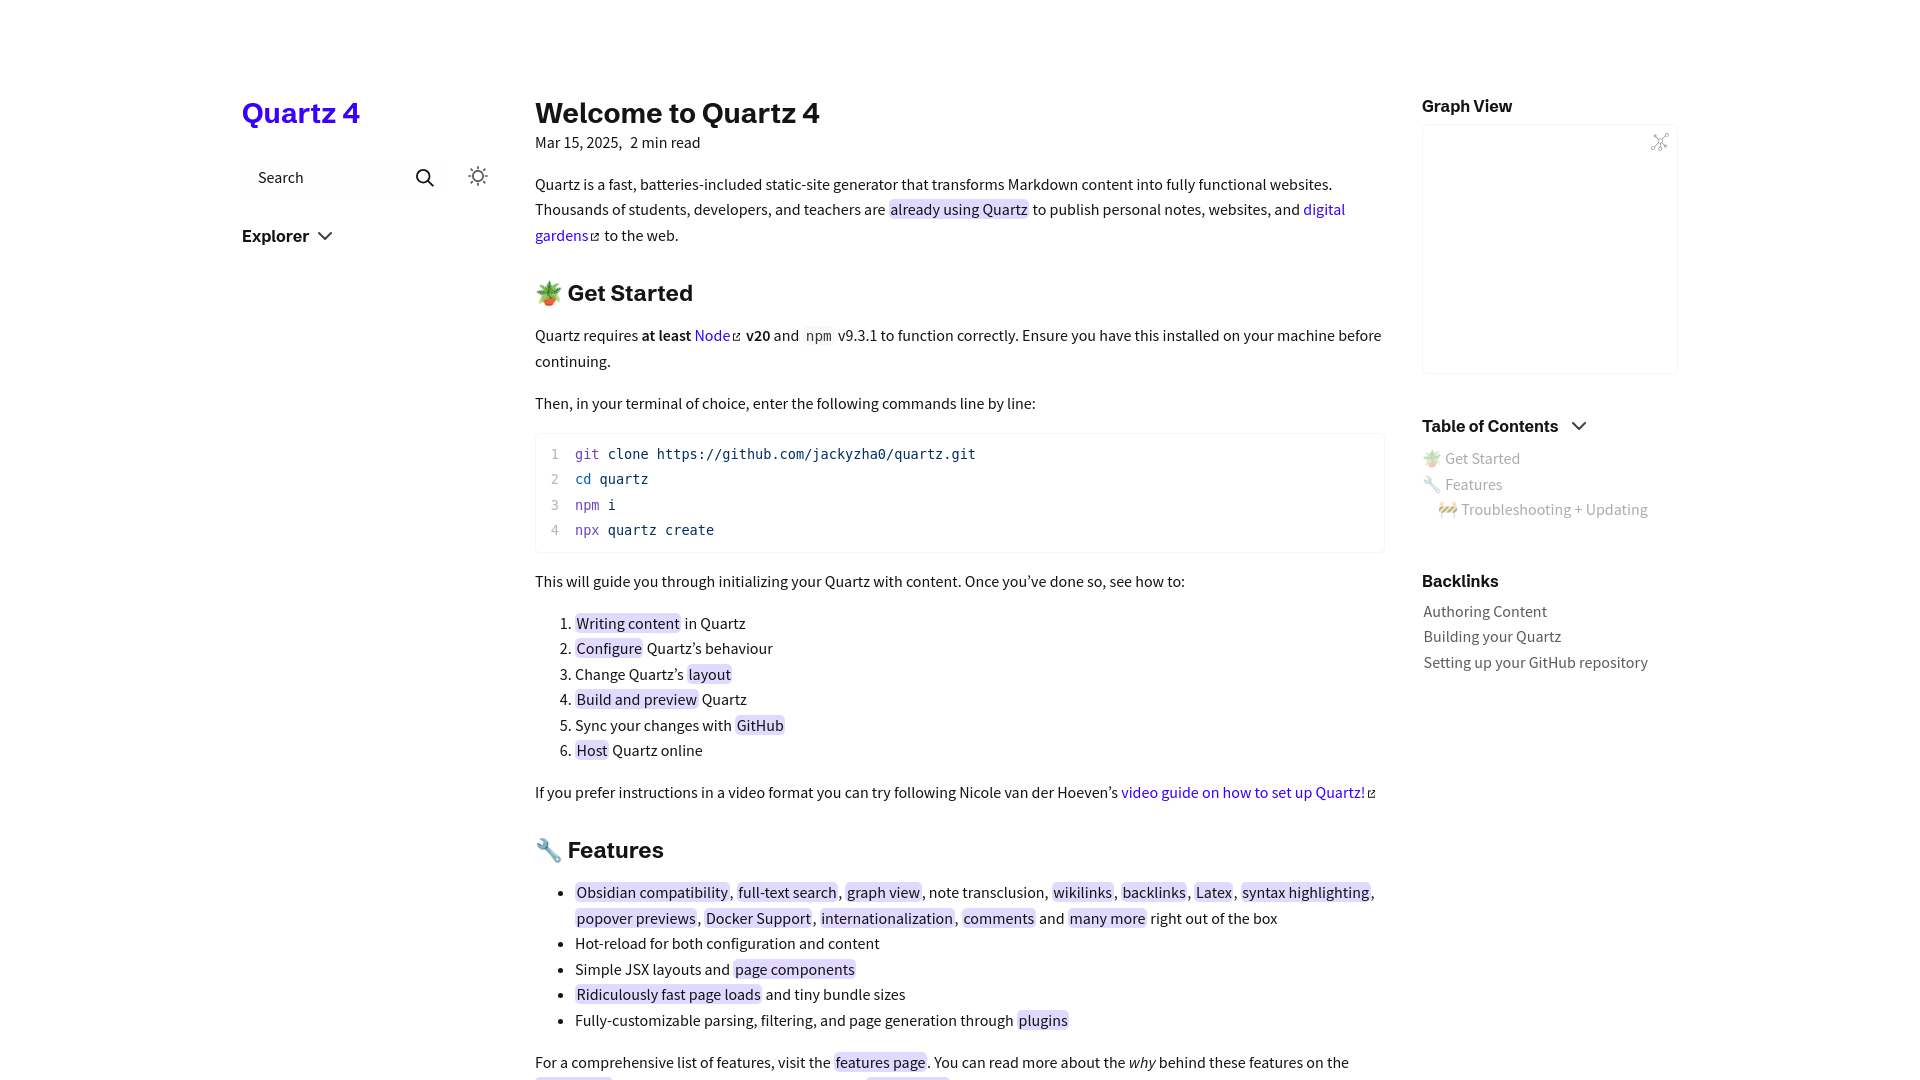 Quartz 4
Search
Explorer
Welcome to Quartz 4
Mar 15, 2025, 2 min read
Quartz is a fast, batteries-included static-site generator that transforms Markdown content into fully functional websites.
Thousands of students, developers, and teachers are already using Quartz to publish personal notes, websites, and digital
gardens to the web.
🪴 Get Started
Quartz requires at least Node v20 and npm v9.3.1 to function correctly. Ensure you have this installed on your machine before
continuing.
Then, in your terminal of choice, enter the following commands line by line:
1 git clone https://github.com/jackyzha0/quartz.git
2 cd quartz
3 npm i
4 npx quartz create
This will guide you through initializing your Quartz with content. Once you’ve done so, see how to:
1. Writing content in Quartz
2. Configure Quartz’s behaviour
3. Change Quartz’s layout
4. Build and preview Quartz
5. Sync your changes with GitHub
6. Host Quartz online
If you prefer instructions in a video format you can try following Nicole van der Hoeven’s video guide on how to set up Quartz!
🔧 Features
• Obsidian compatibility, full-text search, graph view, note transclusion, wikilinks, backlinks, Latex, syntax highlighting,
popover previews, Docker Support, internationalization, comments and many more right out of the box
• Hot-reload for both configuration and content
• Simple JSX layouts and page components
• Ridiculously fast page loads and tiny bundle sizes
• Fully-customizable parsing, filtering, and page generation through plugins
For a comprehensive list of features, visit the features page. You can read more about the why behind these features on the
Graph View
Table of Contents
🪴 Get Started
🔧 Features
🚧 Troubleshooting + Updating
Backlinks
Authoring Content
Building your Quartz
Setting up your GitHub repository